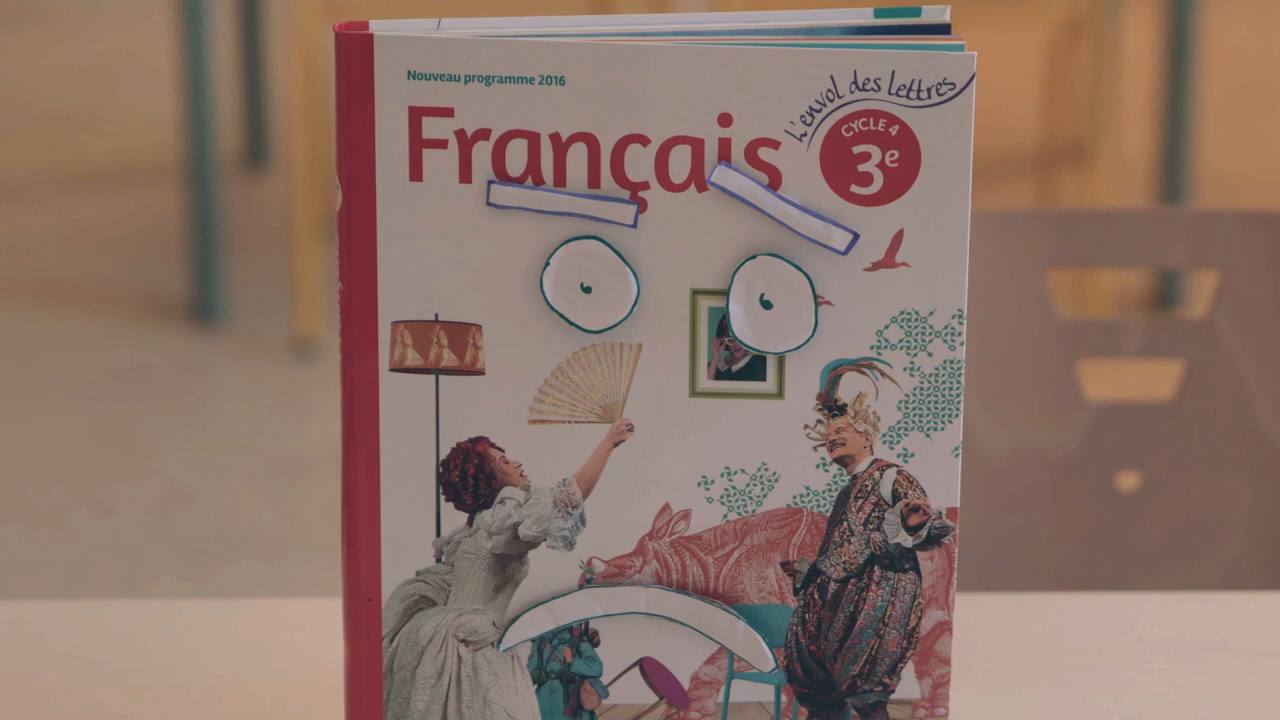 Nouveau programme 2016
Français
L'envol des lettres
CYCLE 4
3e